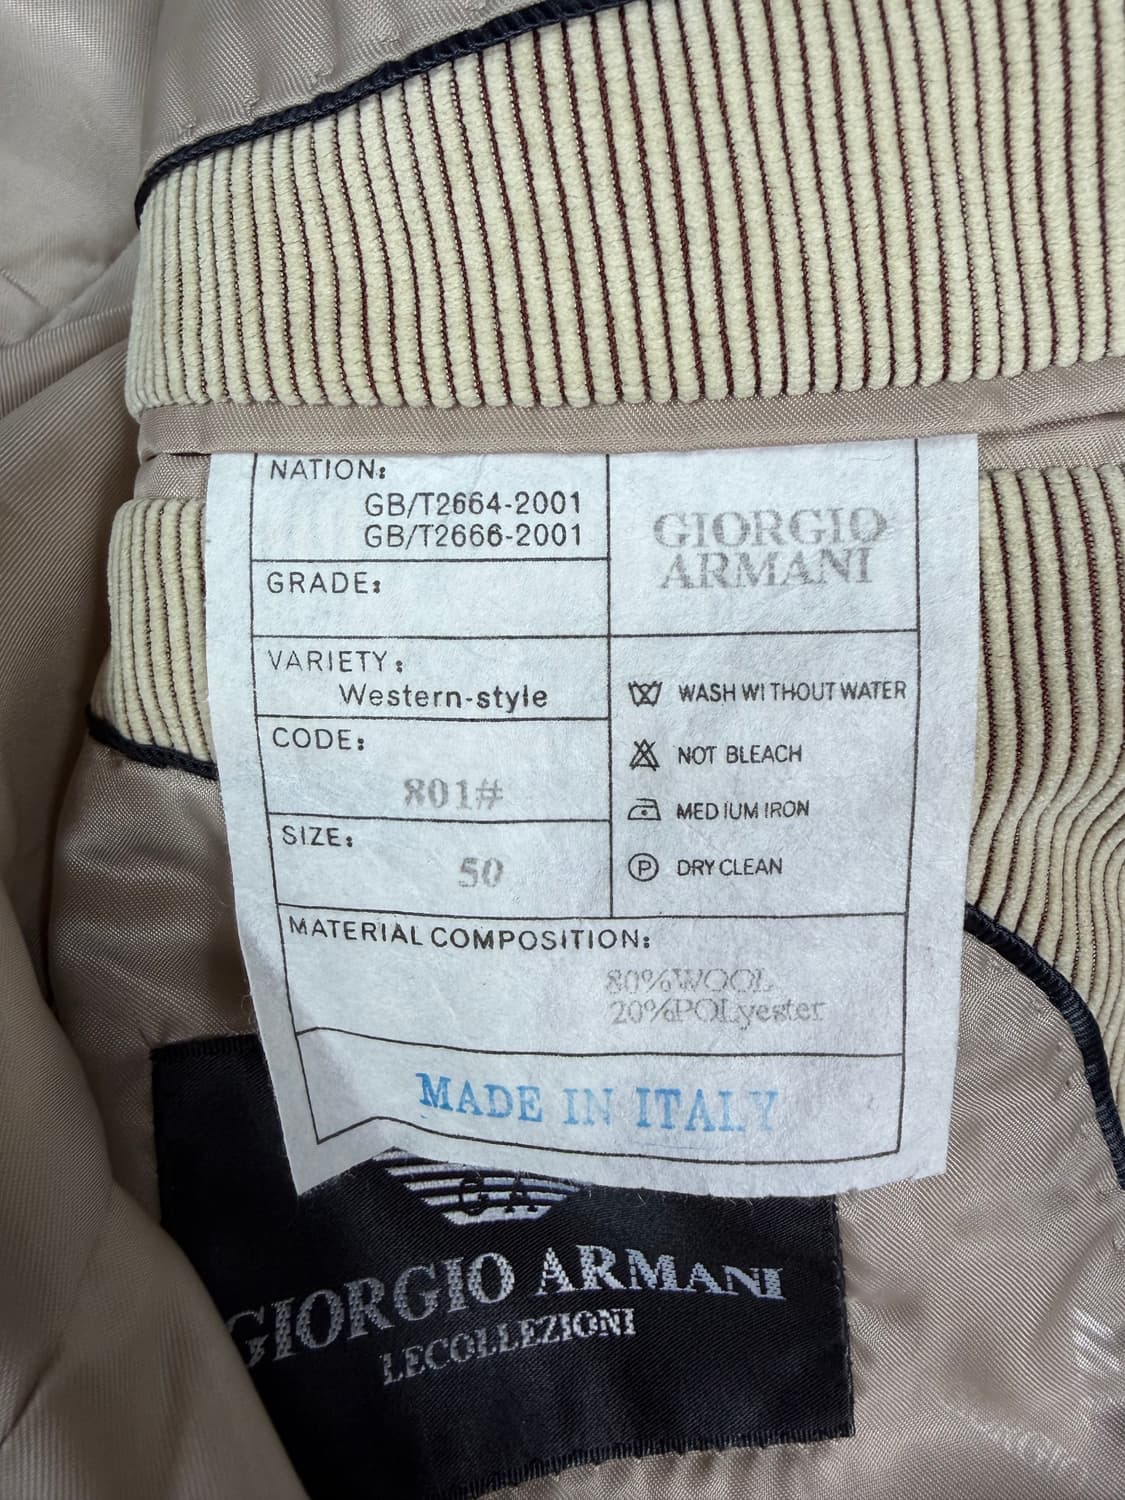 NATION:
GB/T2664-2001
GB/T2666-2001
GIORGIO
ARMANI
GRADE:
VARIETY:
Western-style
CODE:
801#
SIZE:
50
WASH WITHOUT WATER
NOT BLEACH
MEDIUM IRON
P DRY CLEAN
MATERIAL COMPOSITION:
80%WOOL
20%POLyester
MADE IN ITALY
GA
GIORGIO ARMANI
LECOLLEZIONI